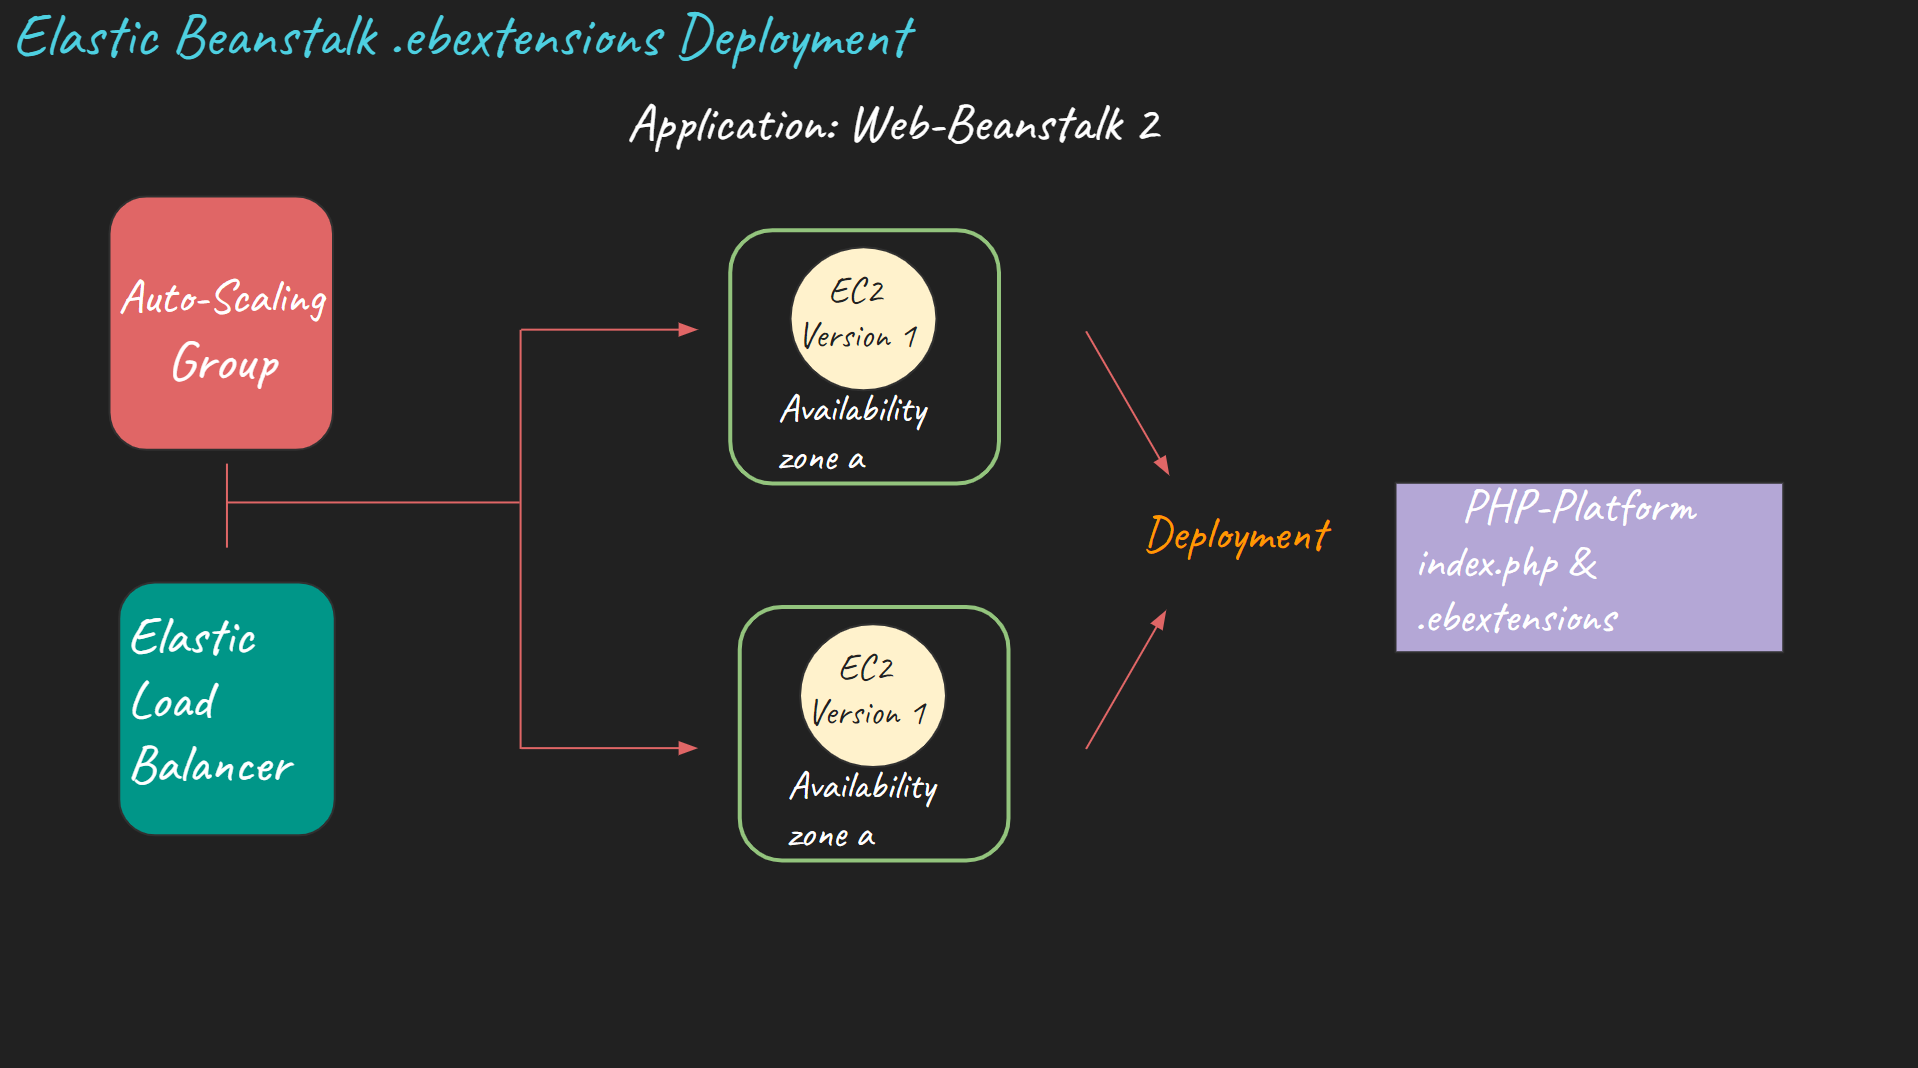 Elastic Beanstalk .ebextensions Deployment
Application: Web-Beanstalk 2
Auto-Scaling
Group
Elastic
Load
Balancer
EC2
Version 1
Availability
zone a
EC2
Version 1
Availability
zone a
Deployment
PHP-Platform
index.php &
.ebextensions